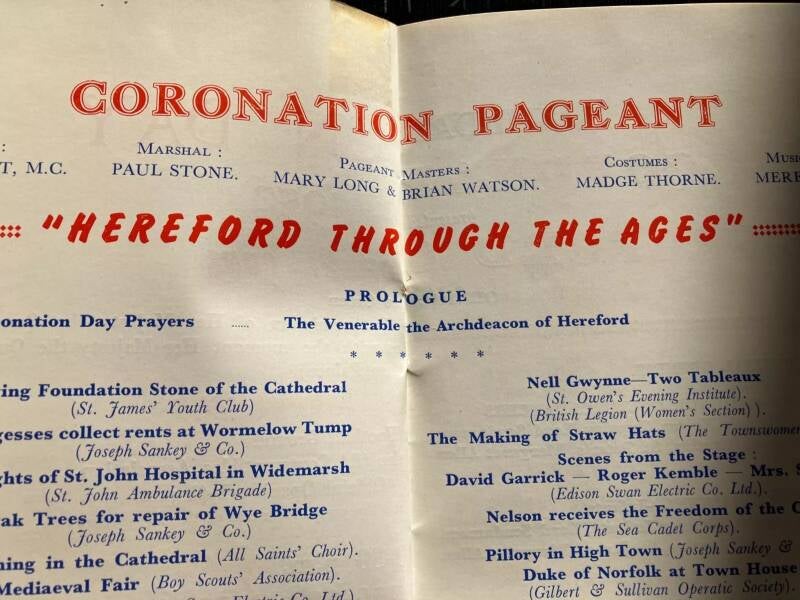 CORONATION PAGEANT
:
T, M.C.
MARSHAL :
PAUL STONE.
PAGEANT MASTERS :
MARY LONG & BRIAN WATSON.
COSTUMES :
MADGE THORNE.
MUSI
MERE
"HEREFORD THROUGH THE AGES"
PROLOGUE
onation Day Prayers ...... The Venerable the Archdeacon of Hereford
* * * * * *
ing Foundation Stone of the Cathedral
(St. James' Youth Club)
gesses collect rents at Wormelow Tump
(Joseph Sankey & Co.)
ghts of St. John Hospital in Widemarsh
(St. John Ambulance Brigade)
ak Trees for repair of Wye Bridge
(Joseph Sankey & Co.)
ning in the Cathedral (All Saints' Choir).
Mediaeval Fair (Boy Scouts' Association).
Electric Co. Ltd.)
Nell Gwynne—Two Tableaux
(St. Owen's Evening Institute).
(British Legion (Women's Section) ).
The Making of Straw Hats (The Townswomen
Scenes from the Stage :
David Garrick — Roger Kemble — Mrs. S
(Edison Swan Electric Co. Ltd.).
Nelson receives the Freedom of the C
(The Sea Cadet Corps).
Pillory in High Town (Joseph Sankey &
Duke of Norfolk at Town House
(Gilbert & Sullivan Operatic Society).